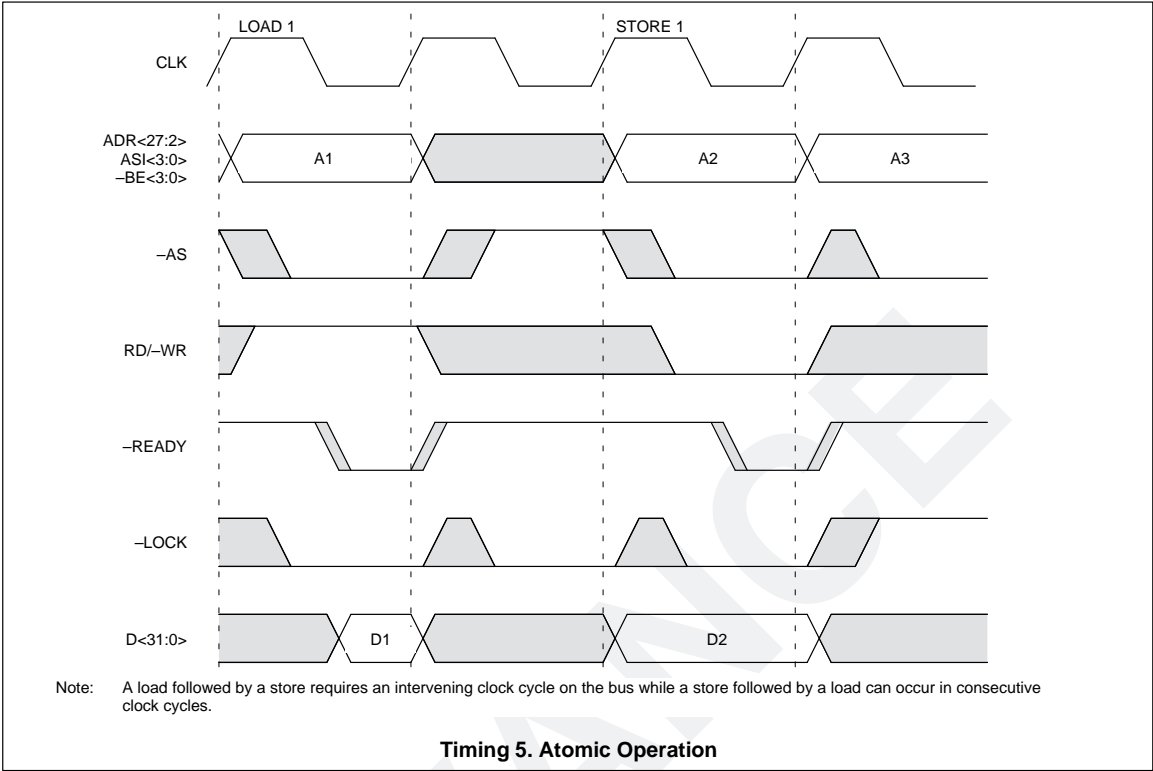 LOAD 1
STORE 1
CLK
ADR<27:2>
ASI<3:0>
–BE<3:0>
A1
A2
A3
–AS
RD/–WR
–READY
–LOCK
D<31:0>
D1
D2
Note: A load followed by a store requires an intervening clock cycle on the bus while a store followed by a load can occur in consecutive
clock cycles.
Timing 5. Atomic Operation